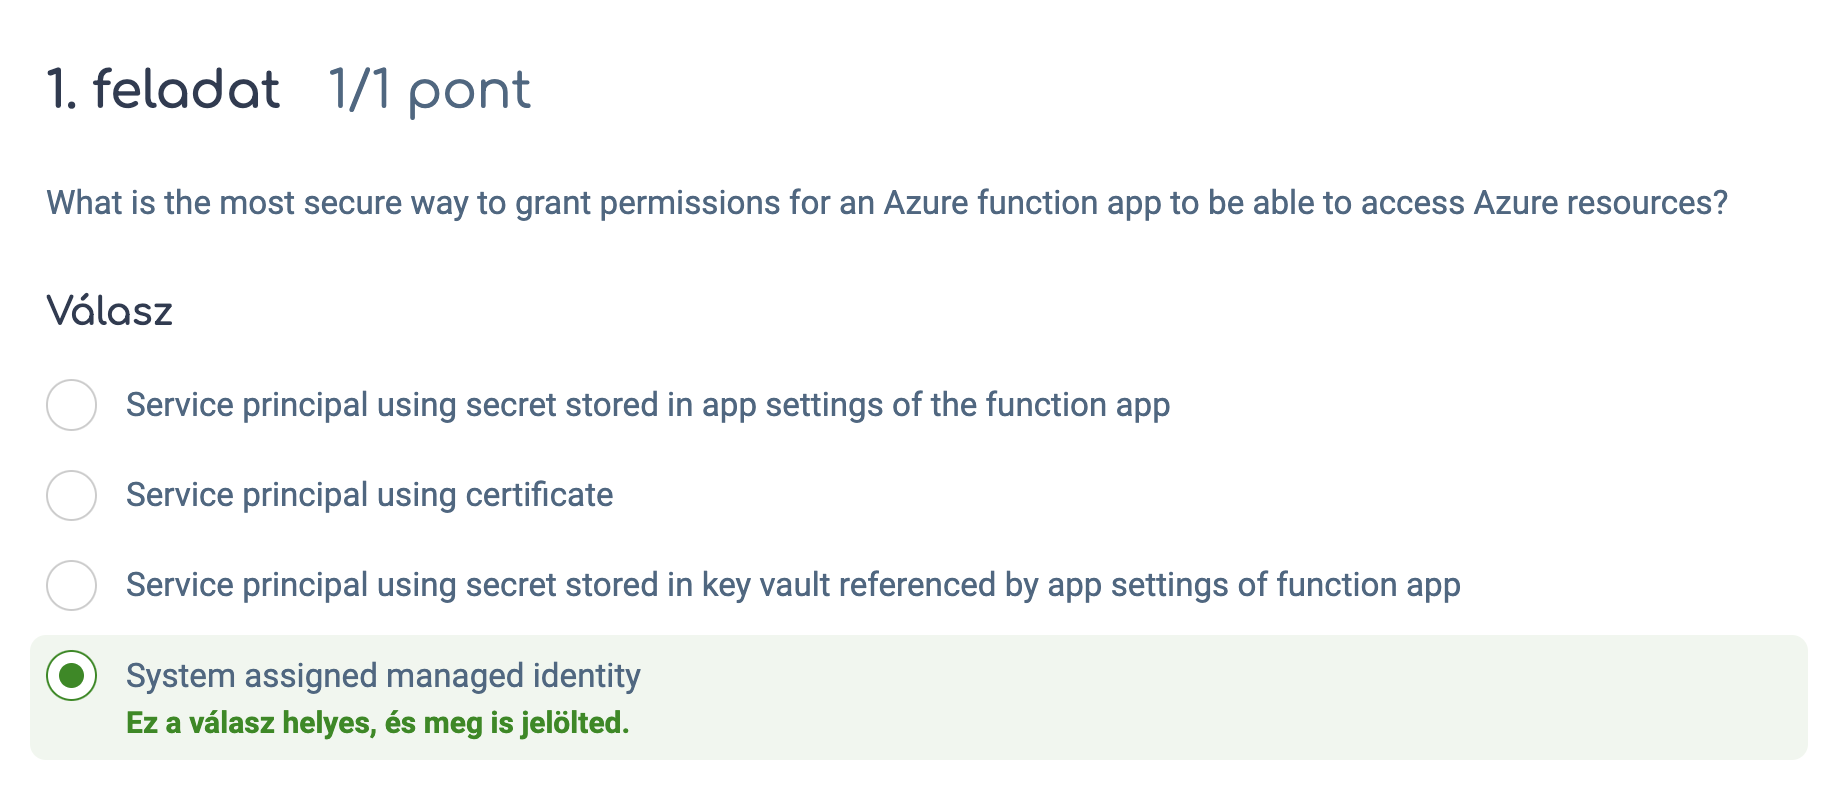 1. feladat 1/1 pont
What is the most secure way to grant permissions for an Azure function app to be able to access Azure resources?
Válasz
Service principal using secret stored in app settings of the function app
Service principal using certificate
Service principal using secret stored in key vault referenced by app settings of function app
System assigned managed identity
Ez a válasz helyes, és meg is jelölted.